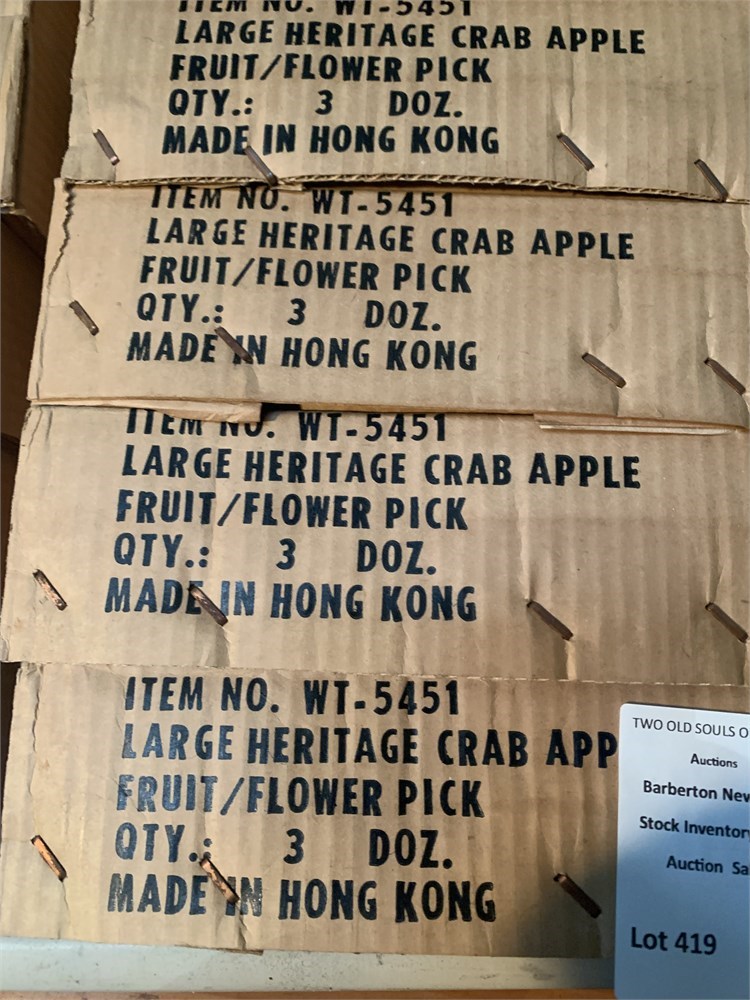 ITEM NO. WT-5451
LARGE HERITAGE CRAB APPLE
FRUIT/FLOWER PICK
QTY.: 3 DOZ.
MADE IN HONG KONG
ITEM NO. WT-5451
LARGE HERITAGE CRAB APPLE
FRUIT/FLOWER PICK
QTY.: 3 DOZ.
MADE IN HONG KONG
ITEM NO. WT-5451
LARGE HERITAGE CRAB APPLE
FRUIT/FLOWER PICK
QTY.: 3 DOZ.
MADE IN HONG KONG
ITEM NO. WT-5451
LARGE HERITAGE CRAB APP
FRUIT/FLOWER PICK
QTY.: 3 DOZ.
MADE IN HONG KONG
TWO OLD SOULS O
Auctions
Barberton New
Stock Inventory
Auction Sa
Lot 419